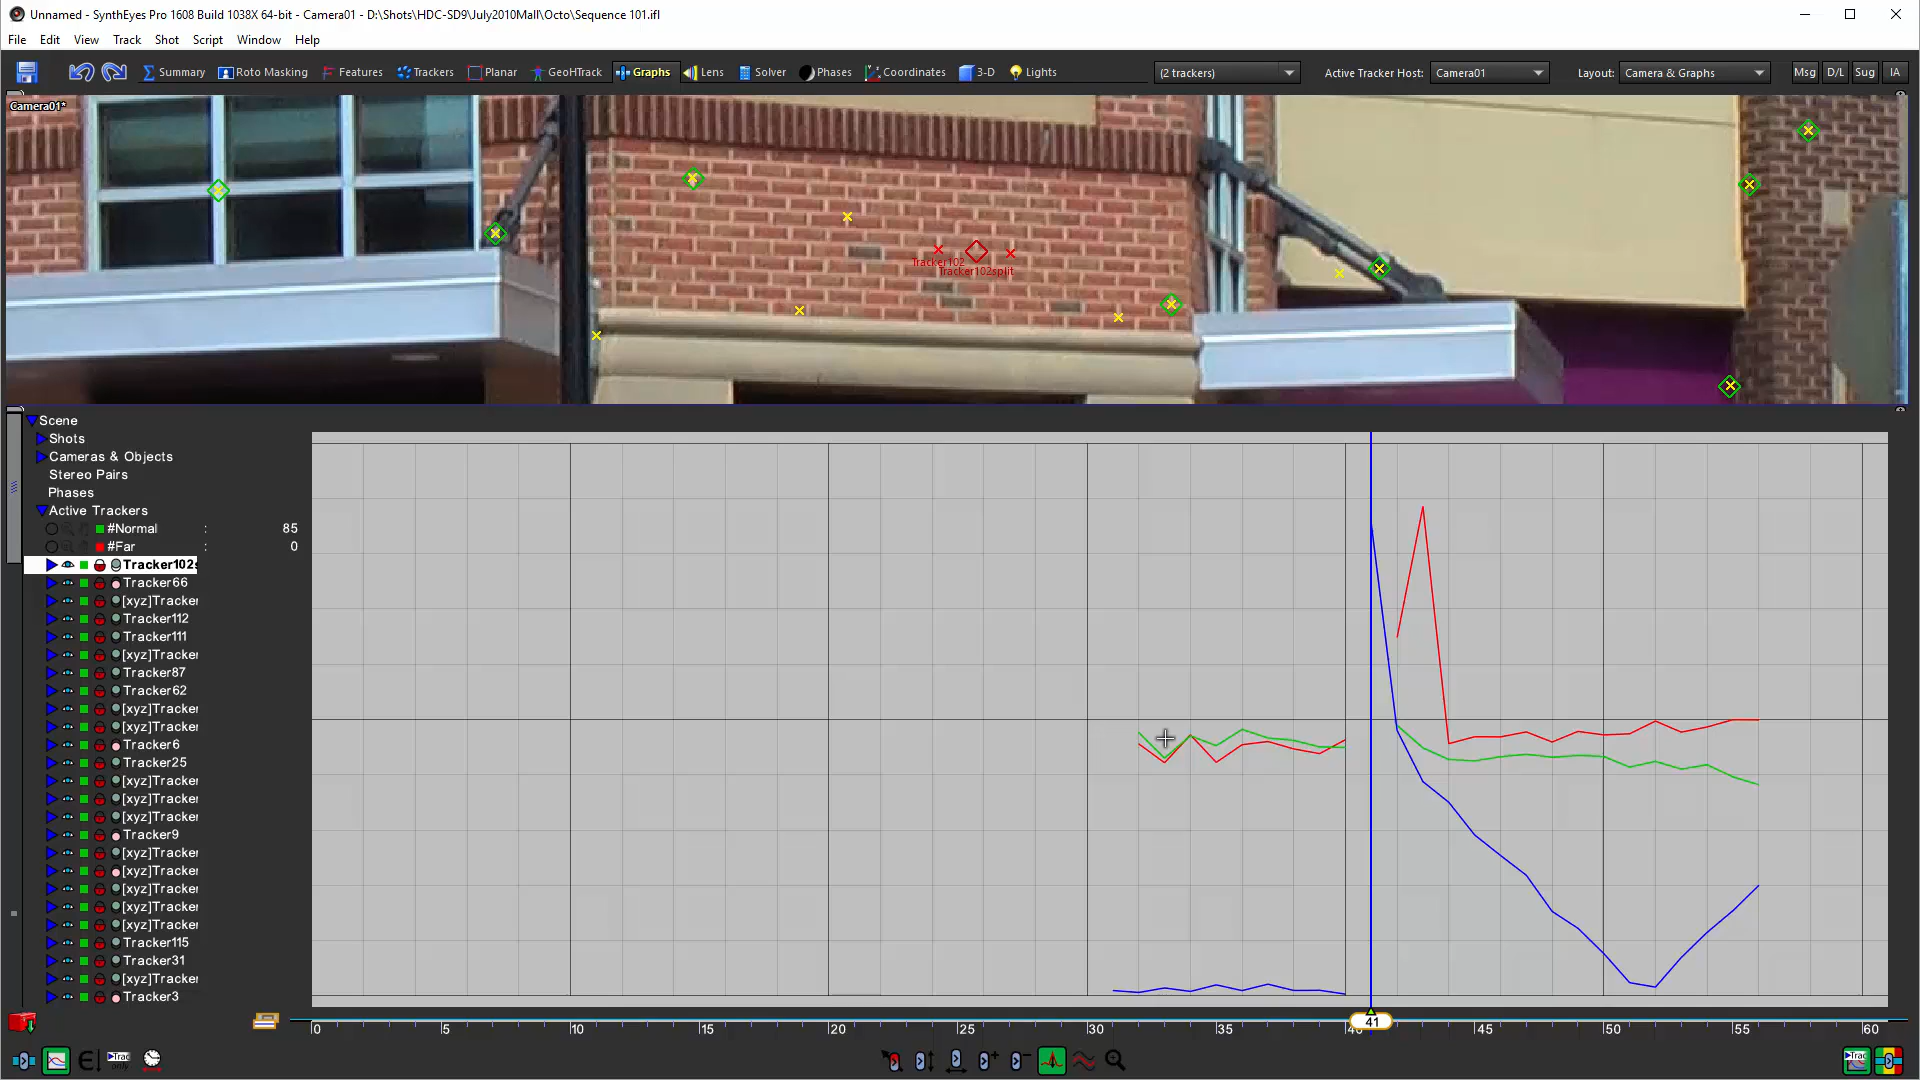 Unnamed - SynthEyes Pro 1608 Build 1038X 64-bit - Camera01 - D:\Shots\HDC-SD9\July2010Mall\Octo\Sequence 101.ifl
File Edit View Track Shot Script Window Help
Summary Roto Masking Features Trackers Planar GeoHTrack Graphs Lens Solver Phases Coordinates 3-D Lights (2 trackers) Active Tracker Host: Camera01 Layout: Camera & Graphs Msg D/L Sug IA
Camera01*
Tracker102
Tracker102split
Scene
Shots
Cameras & Objects
Stereo Pairs
Phases
Active Trackers
#Normal : 85
#Far : 0
Tracker102s
Tracker66
[xyz]Tracker
Tracker112
Tracker111
[xyz]Tracker
Tracker87
Tracker62
[xyz]Tracker
[xyz]Tracker
Tracker6
Tracker25
[xyz]Tracker
[xyz]Tracker
[xyz]Tracker
Tracker9
[xyz]Tracker
[xyz]Tracker
[xyz]Tracker
[xyz]Tracker
[xyz]Tracker
Tracker115
Tracker31
[xyz]Tracker
Tracker3
0 5 10 15 20 25 30 35 41 45 50 55 60
Trac only
Trac